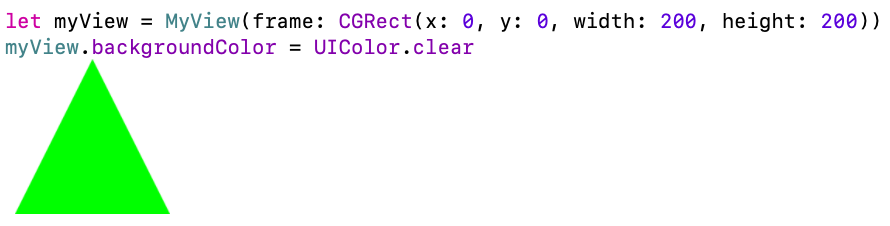 let myView = MyView(frame: CGRect(x: 0, y: 0, width: 200, height: 200))
myView.backgroundColor = UIColor.clear